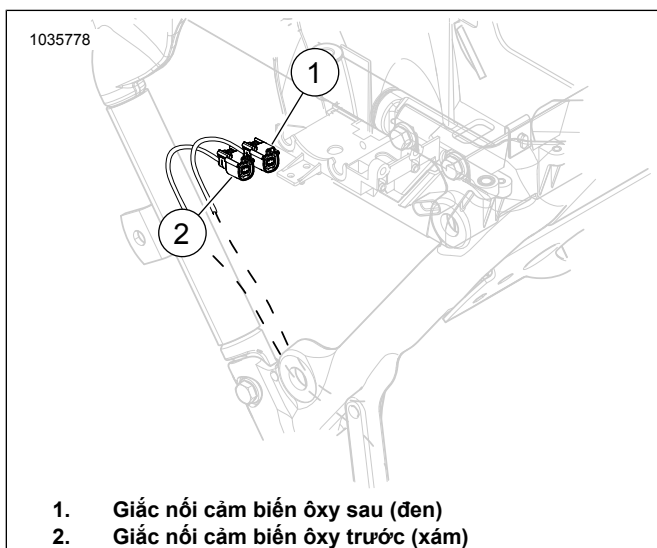 1035778
1
2
1. Giắc nối cảm biến ôxy sau (đen)
2. Giắc nối cảm biến ôxy trước (xám)